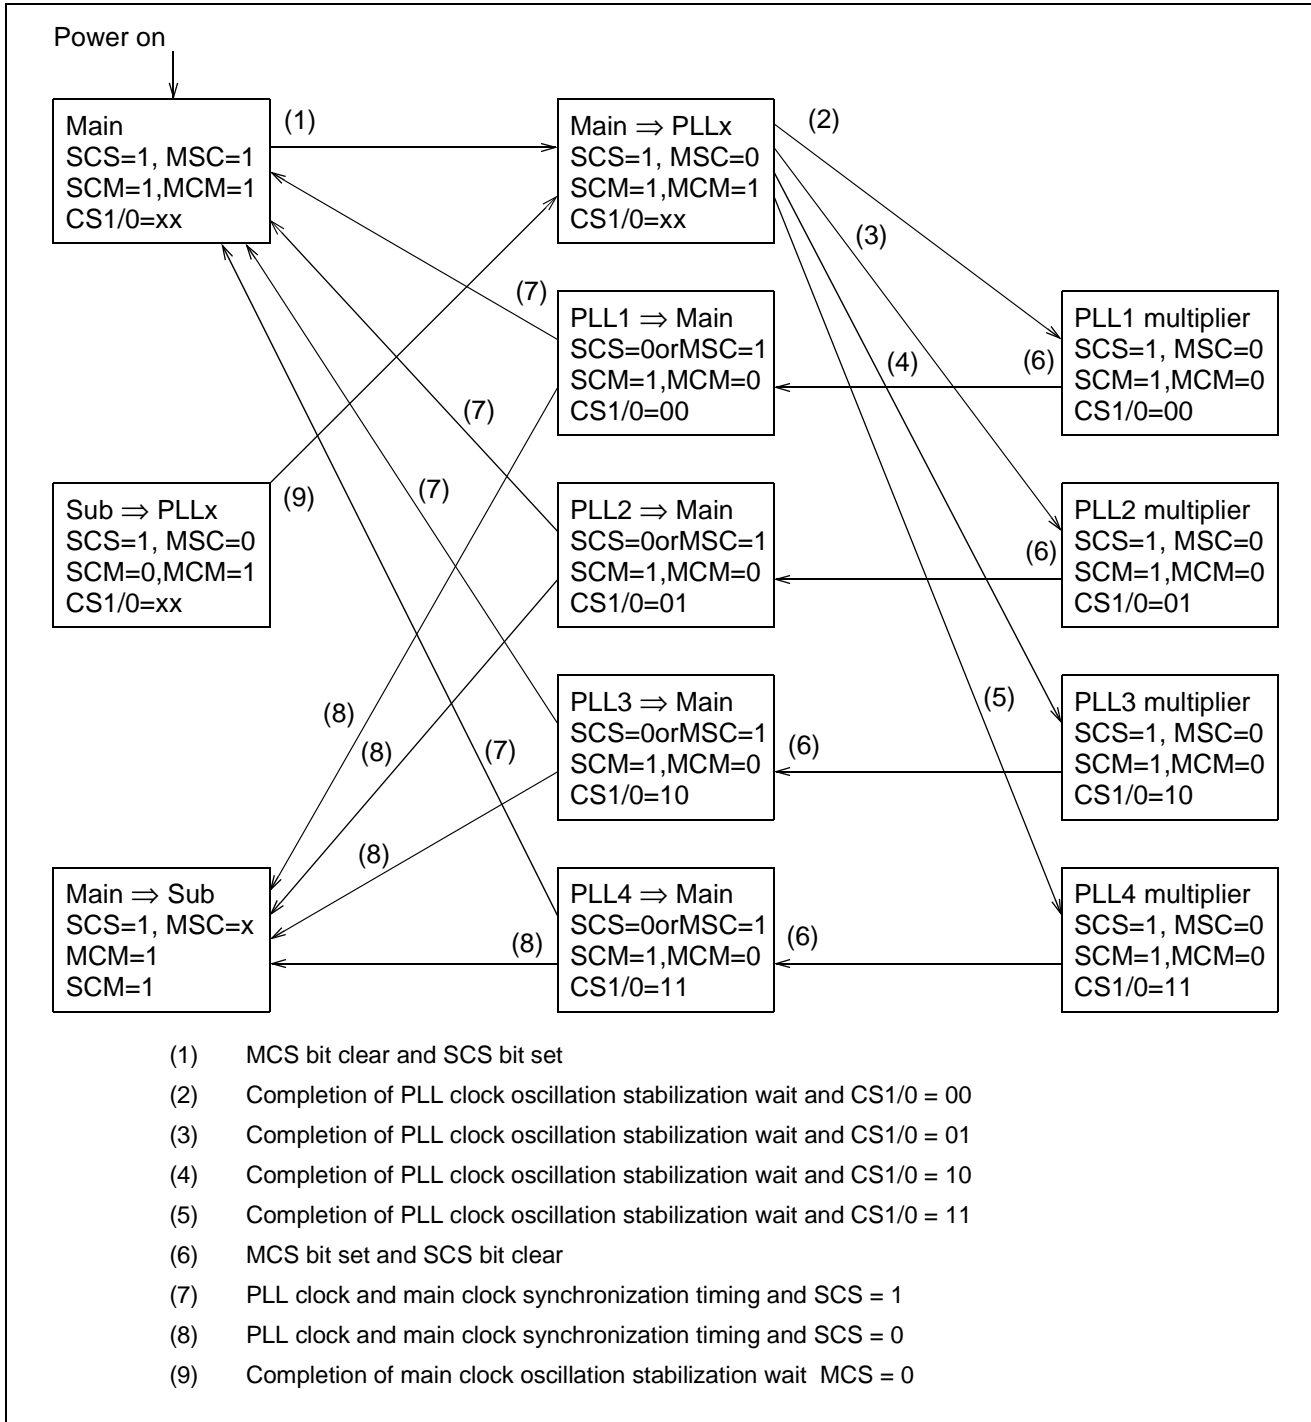 Power on
Main
SCS=1, MSC=1
SCM=1,MCM=1
CS1/0=xx
(1)
Main ⇒ PLLx
SCS=1, MSC=0
SCM=1,MCM=1
CS1/0=xx
(2)
(3)
(7)
PLL1 ⇒ Main
SCS=0orMSC=1
SCM=1,MCM=0
CS1/0=00
(4)
(6)
PLL1 multiplier
SCS=1, MSC=0
SCM=1,MCM=0
CS1/0=00
(7)
(7)
(9)
Sub ⇒ PLLx
SCS=1, MSC=0
SCM=0,MCM=1
CS1/0=xx
PLL2 ⇒ Main
SCS=0orMSC=1
SCM=1,MCM=0
CS1/0=01
(6)
PLL2 multiplier
SCS=1, MSC=0
SCM=1,MCM=0
CS1/0=01
(8)
(8)
(7)
PLL3 ⇒ Main
SCS=0orMSC=1
SCM=1,MCM=0
CS1/0=10
(6)
(5)
PLL3 multiplier
SCS=1, MSC=0
SCM=1,MCM=0
CS1/0=10
(8)
Main ⇒ Sub
SCS=1, MSC=x
MCM=1
SCM=1
(8)
PLL4 ⇒ Main
SCS=0orMSC=1
SCM=1,MCM=0
CS1/0=11
(6)
PLL4 multiplier
SCS=1, MSC=0
SCM=1,MCM=0
CS1/0=11
(1) MCS bit clear and SCS bit set
(2) Completion of PLL clock oscillation stabilization wait and CS1/0 = 00
(3) Completion of PLL clock oscillation stabilization wait and CS1/0 = 01
(4) Completion of PLL clock oscillation stabilization wait and CS1/0 = 10
(5) Completion of PLL clock oscillation stabilization wait and CS1/0 = 11
(6) MCS bit set and SCS bit clear
(7) PLL clock and main clock synchronization timing and SCS = 1
(8) PLL clock and main clock synchronization timing and SCS = 0
(9) Completion of main clock oscillation stabilization wait MCS = 0